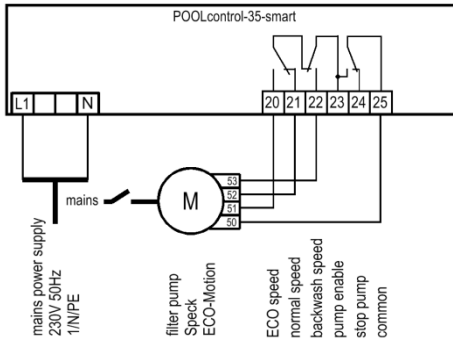 POOLcontrol-35-smart
L1 N 20 21 22 23 24 25
53
52
51
50
mains
M
mains power supply
230V 50Hz
1/N/PE
filter pump
Speck
ECO-Motion
ECO speed
normal speed
backwash speed
pump enable
stop pump
common